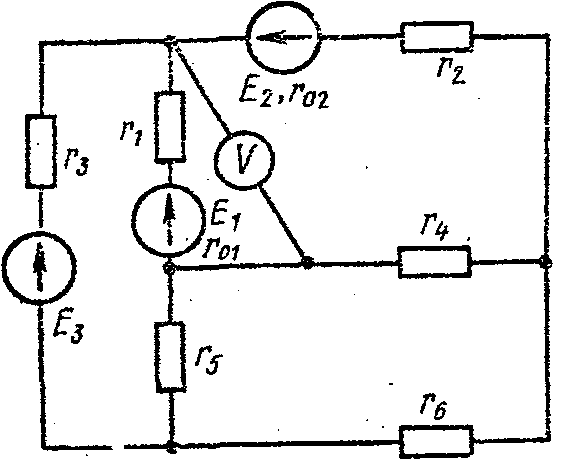 E₂, r₀₂
r₂
r₁
r₃
V
E₁
r₀₁
r₄
E₃
r₅
r₆